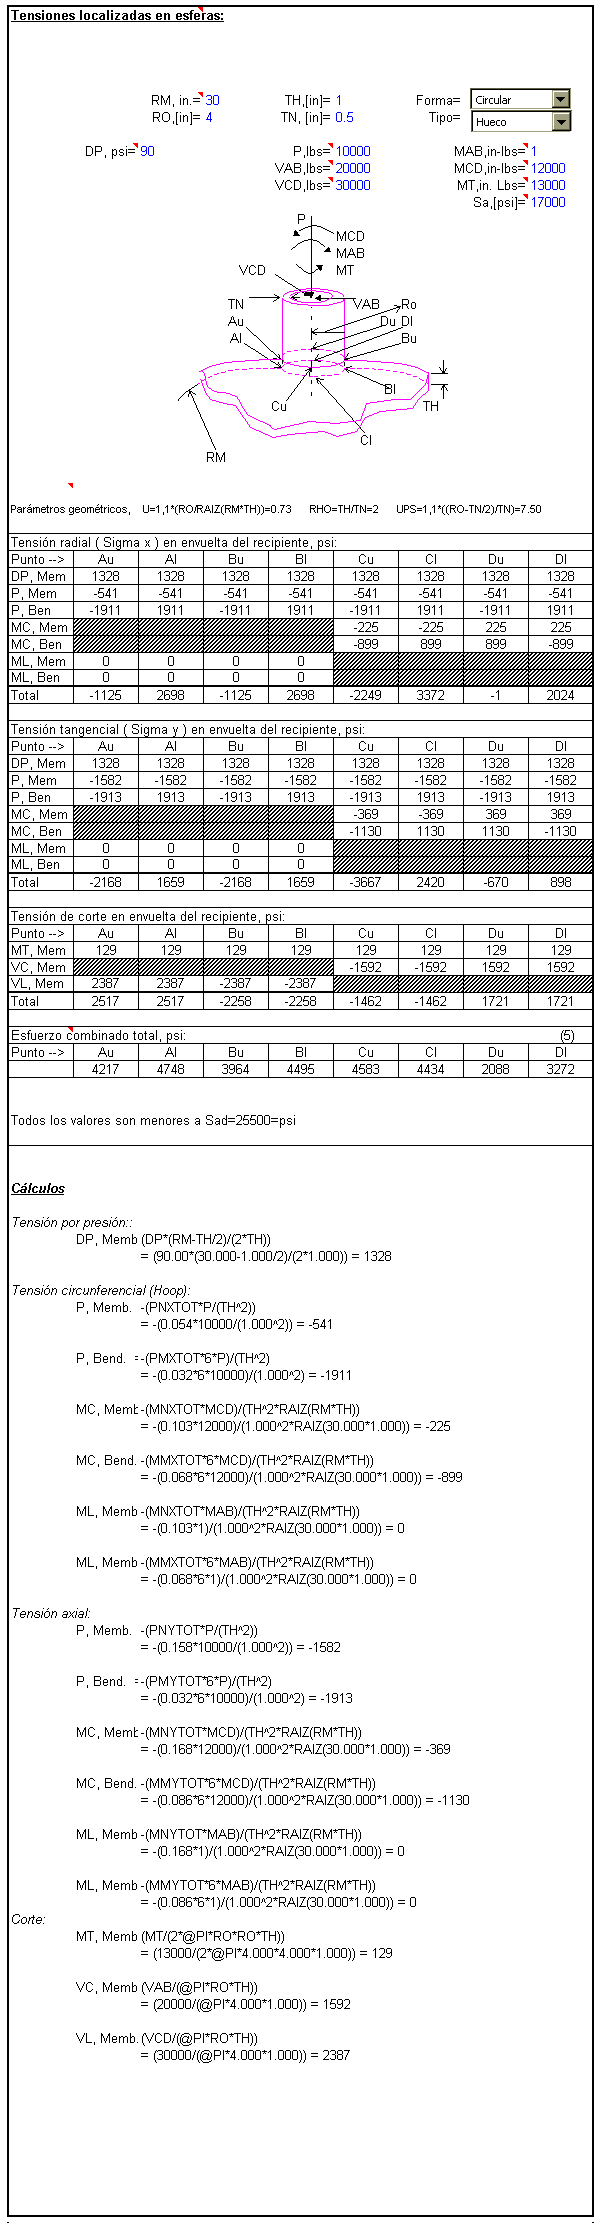 Tensiones localizadas en esferas:
RM, in.= 30 TH,[in]= 1 Forma= Circular
RO,[in]= 4 TN, [in]= 0.5 Tipo= Hueco
DP, psi= 90 P,lbs= 10000 MAB,in-lbs= 1
VAB,lbs= 20000 MCD,in-lbs= 12000
VCD,lbs= 30000 MT,in. Lbs= 13000
Sa,[psi]= 17000
P
MCD
MAB
VCD MT
TN VAB Ro
Au Du Dl
Al Bu
Bl
Cu TH
Cl
RM
Parámetros geométricos, U=1,1*(RO/RAIZ(RM*TH))=0.73 RHO=TH/TN=2 UPS=1,1*((RO-TN/2)/TN)=7.50
Tensión radial ( Sigma x ) en envuelta del recipiente, psi:
Punto --> Au Al Bu Bl Cu Cl Du Dl
DP, Mem 1328 1328 1328 1328 1328 1328 1328 1328
P, Mem -541 -541 -541 -541 -541 -541 -541 -541
P, Ben -1911 1911 -1911 1911 -1911 1911 -1911 1911
MC, Mem -225 -225 225 225
MC, Ben -899 899 899 -899
ML, Mem 0 0 0 0
ML, Ben 0 0 0 0
Total -1125 2698 -1125 2698 -2249 3372 -1 2024
Tensión tangencial ( Sigma y ) en envuelta del recipiente, psi:
Punto --> Au Al Bu Bl Cu Cl Du Dl
DP, Mem 1328 1328 1328 1328 1328 1328 1328 1328
P, Mem -1582 -1582 -1582 -1582 -1582 -1582 -1582 -1582
P, Ben -1913 1913 -1913 1913 -1913 1913 -1913 1913
MC, Mem -369 -369 369 369
MC, Ben -1130 1130 1130 -1130
ML, Mem 0 0 0 0
ML, Ben 0 0 0 0
Total -2168 1659 -2168 1659 -3667 2420 -670 898
Tensión de corte en envuelta del recipiente, psi:
Punto --> Au Al Bu Bl Cu Cl Du Dl
MT, Mem 129 129 129 129 129 129 129 129
VC, Mem -1592 -1592 1592 1592
VL, Mem 2387 2387 -2387 -2387
Total 2517 2517 -2258 -2258 -1462 -1462 1721 1721
Esfuerzo combinado total, psi: (5)
Punto --> Au Al Bu Bl Cu Cl Du Dl
4217 4748 3964 4495 4583 4434 2088 3272
Todos los valores son menores a Sad=25500=psi
Cálculos
Tensión por presión::
DP, Memb (DP*(RM-TH/2)/(2*TH))
= (90.00*(30.000-1.000/2)/(2*1.000)) = 1328
Tensión circunferencial (Hoop):
P, Memb. -(PNXTOT*P/(TH^2))
= -(0.054*10000/(1.000^2)) = -541
P, Bend. =-(PMXTOT*6*P)/(TH^2)
= -(0.032*6*10000)/(1.000^2) = -1911
MC, Memb -(MNXTOT*MCD)/(TH^2*RAIZ(RM*TH))
= -(0.103*12000)/(1.000^2*RAIZ(30.000*1.000)) = -225
MC, Bend. -(MMXTOT*6*MCD)/(TH^2*RAIZ(RM*TH))
= -(0.068*6*12000)/(1.000^2*RAIZ(30.000*1.000)) = -899
ML, Memb -(MNXTOT*MAB)/(TH^2*RAIZ(RM*TH))
= -(0.103*1)/(1.000^2*RAIZ(30.000*1.000)) = 0
ML, Memb -(MMXTOT*6*MAB)/(TH^2*RAIZ(RM*TH))
= -(0.068*6*1)/(1.000^2*RAIZ(30.000*1.000)) = 0
Tensión axial:
P, Memb. -(PNYTOT*P/(TH^2))
= -(0.158*10000/(1.000^2)) = -1582
P, Bend. =-(PMYTOT*6*P)/(TH^2)
= -(0.032*6*10000)/(1.000^2) = -1913
MC, Memb -(MNYTOT*MCD)/(TH^2*RAIZ(RM*TH))
= -(0.168*12000)/(1.000^2*RAIZ(30.000*1.000)) = -369
MC, Bend. -(MMYTOT*6*MCD)/(TH^2*RAIZ(RM*TH))
= -(0.086*6*12000)/(1.000^2*RAIZ(30.000*1.000)) = -1130
ML, Memb -(MNYTOT*MAB)/(TH^2*RAIZ(RM*TH))
= -(0.168*1)/(1.000^2*RAIZ(30.000*1.000)) = 0
ML, Memb -(MMYTOT*6*MAB)/(TH^2*RAIZ(RM*TH))
= -(0.086*6*1)/(1.000^2*RAIZ(30.000*1.000)) = 0
Corte:
MT, Memb (MT/(2*@PI*RO*RO*TH))
= (13000/(2*@PI*4.000*4.000*1.000)) = 129
VC, Memb (VAB/(@PI*RO*TH))
= (20000/(@PI*4.000*1.000)) = 1592
VL, Memb. (VCD/(@PI*RO*TH))
= (30000/(@PI*4.000*1.000)) = 2387